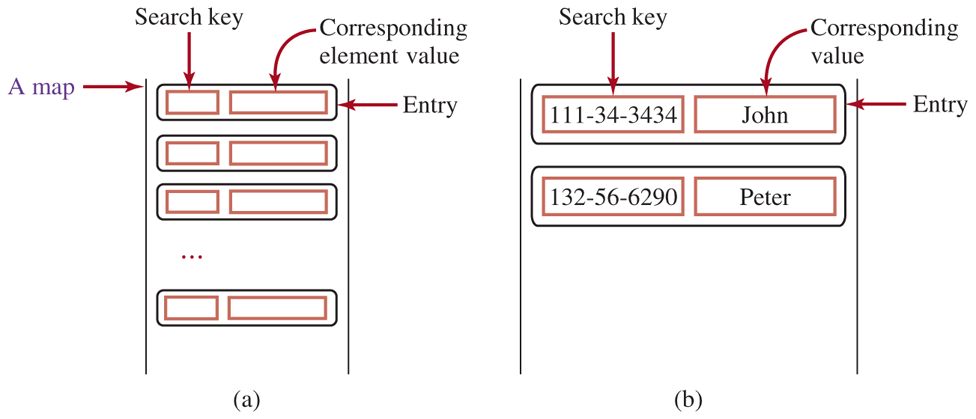 Search key
Corresponding
element value
A map
Entry
...
(a)
Search key
Corresponding
value
111-34-3434 John
Entry
132-56-6290 Peter
(b)